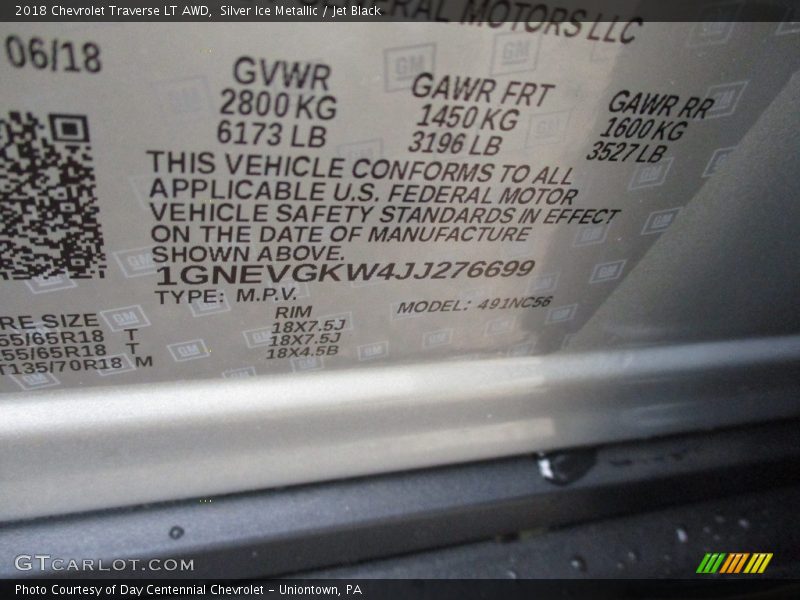 2018 Chevrolet Traverse LT AWD, Silver Ice Metallic / Jet Black
GENERAL MOTORS LLC
06/18
GVWR GAWR FRT GAWR RR
2800 KG 1450 KG 1600 KG
6173 LB 3196 LB 3527 LB
THIS VEHICLE CONFORMS TO ALL
APPLICABLE U.S. FEDERAL MOTOR
VEHICLE SAFETY STANDARDS IN EFFECT
ON THE DATE OF MANUFACTURE
SHOWN ABOVE.
1GNEVGKW4JJ276699
TYPE: M.P.V. MODEL: 491NC56
RE SIZE RIM
55/65R18 T 18X7.5J
255/65R18 T 18X7.5J
T135/70R18 M 18X4.5B
GTCARLOT.COM
Photo Courtesy of Day Centennial Chevrolet - Uniontown, PA